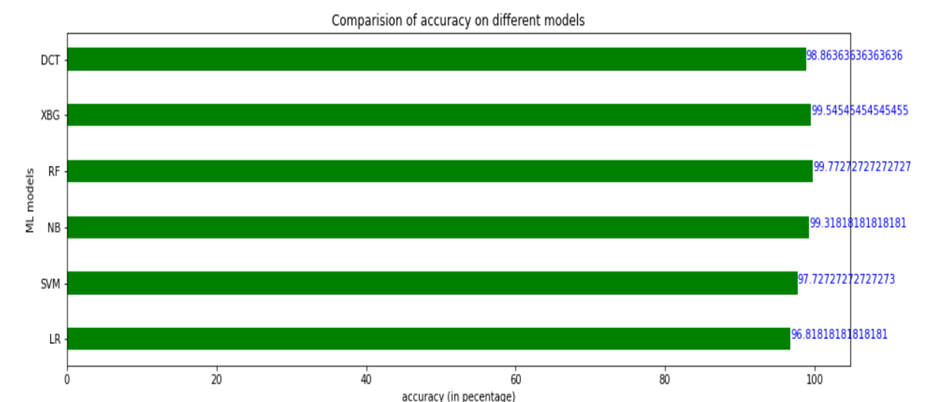 Comparision of accuracy on different models
DCT 98.86363636363636
XBG 99.54545454545455
RF 99.77272727272727
NB 99.31818181818181
SVM 97.72727272727273
LR 96.81818181818181
ML models
0 20 40 60 80 100
accuracy (in pecentage)